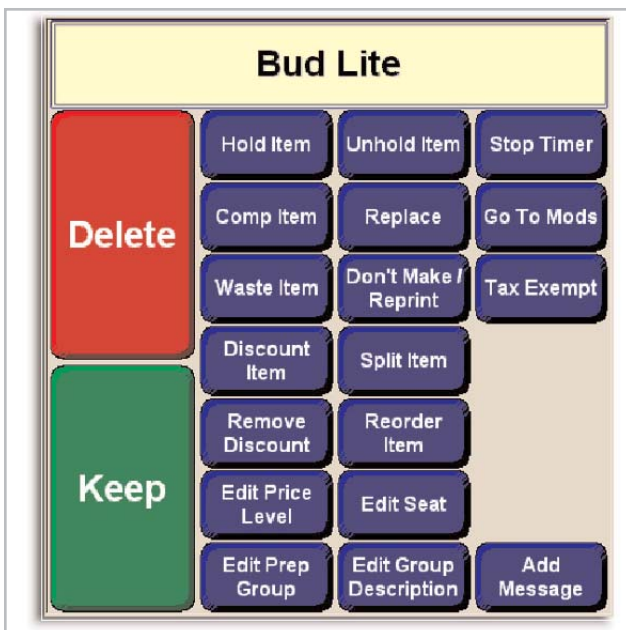 Bud Lite
Delete
Keep
Hold Item
Unhold Item
Stop Timer
Comp Item
Replace
Go To Mods
Waste Item
Don't Make /
Reprint
Tax Exempt
Discount
Item
Split Item
Remove
Discount
Reorder
Item
Edit Price
Level
Edit Seat
Edit Prep
Group
Edit Group
Description
Add
Message